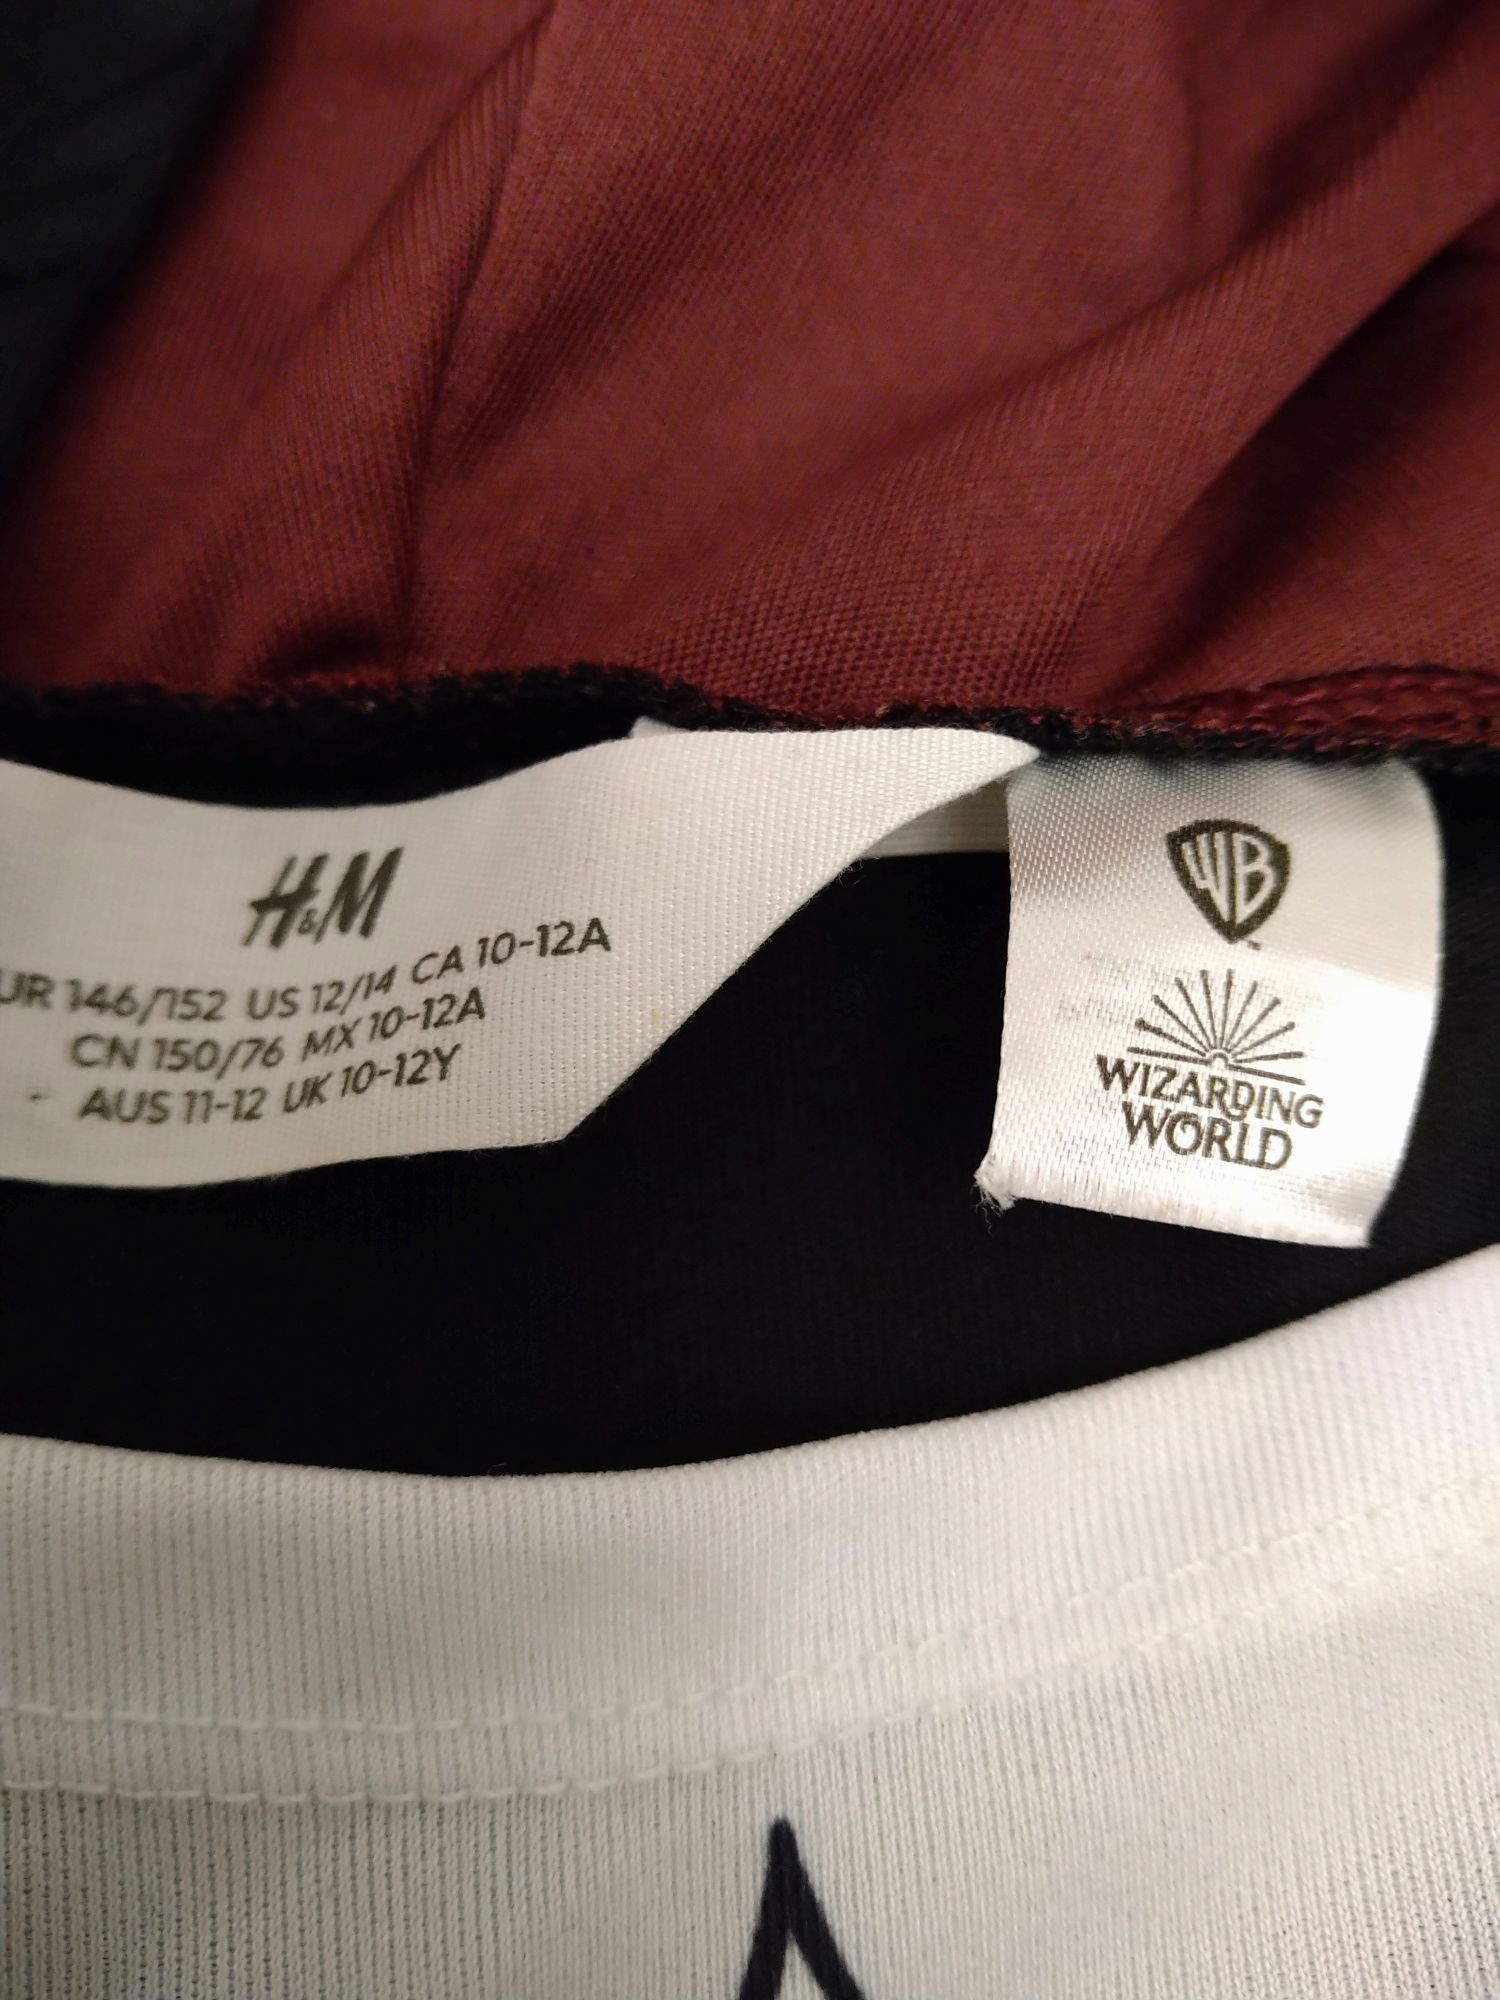 H&M
UR 146/152 US 12/14 CA 10-12A
CN 150/76 MX 10-12A
AUS 11-12 UK 10-12Y
WB
WIZARDING
WORLD